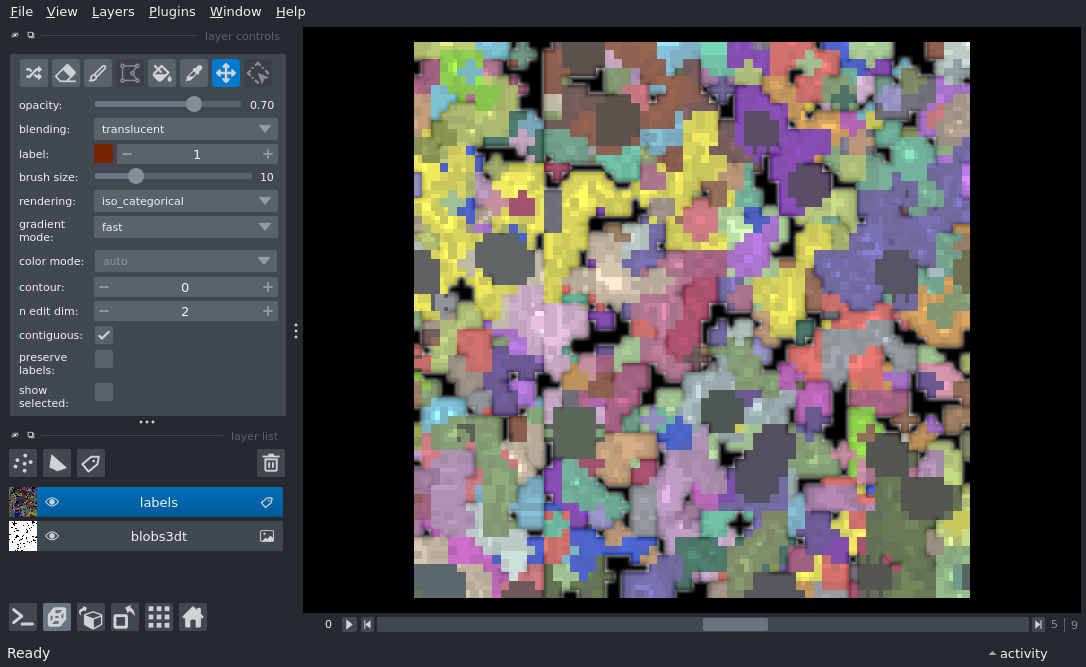 File View Layers Plugins Window Help
layer controls
opacity: 0.70
blending: translucent
label: 1
brush size: 10
rendering: iso_categorical
gradient
mode: fast
color mode: auto
contour: 0
n edit dim: 2
contiguous:
preserve
labels:
show
selected:
layer list
labels
blobs3dt
0 5 9
Ready activity